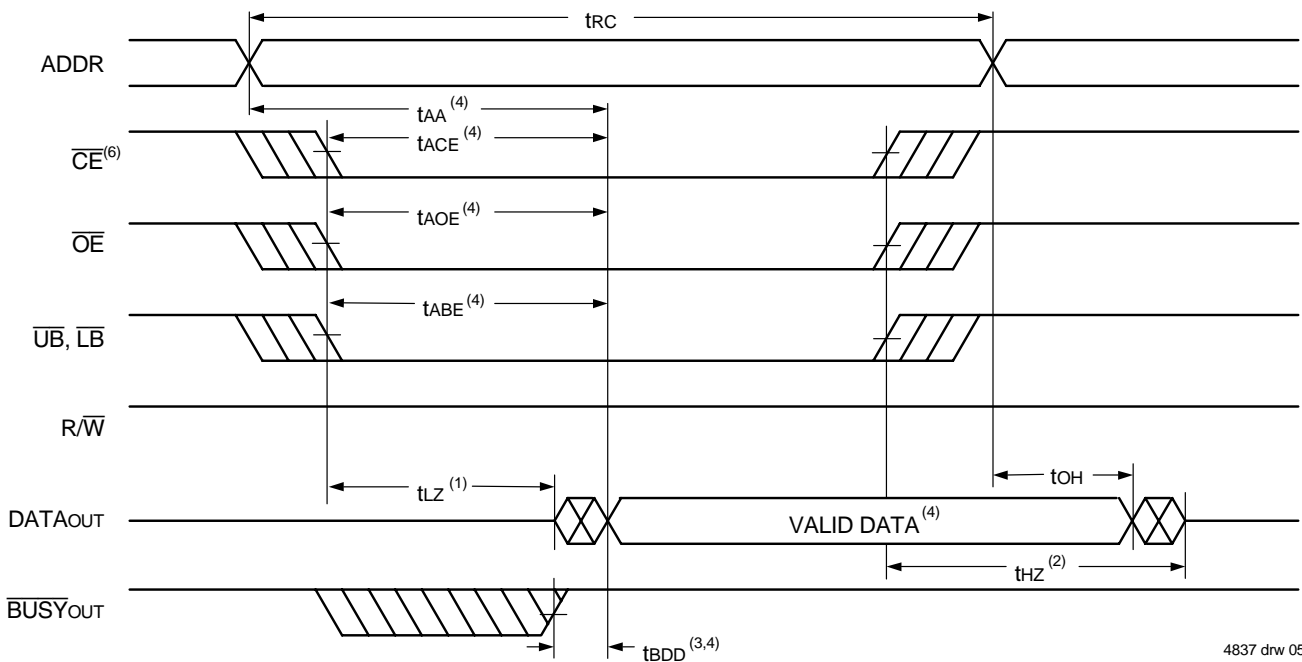 tRC
ADDR
tAA (4)
tACE (4)
CE(6)
tAOE (4)
OE
tABE (4)
UB, LB
R/W
tLZ (1)
tOH
DATAOUT
VALID DATA(4)
tHZ (2)
BUSYOUT
tBDD(3,4)
4837 drw 05